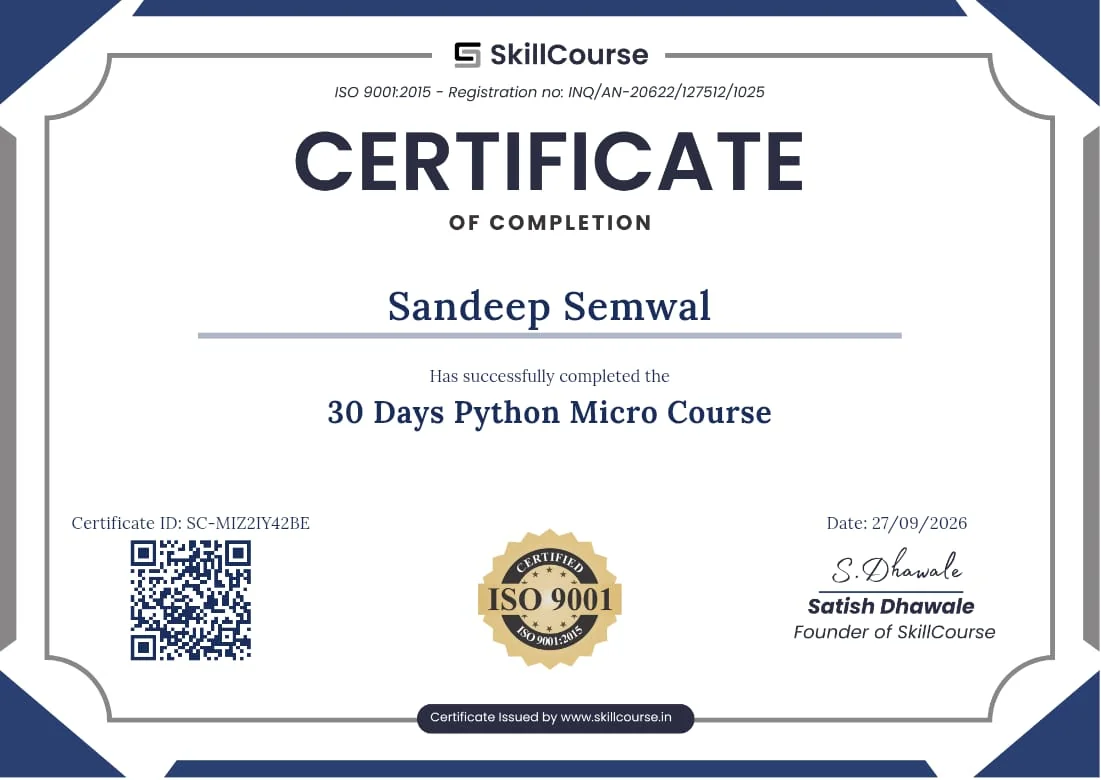 SkillCourse
ISO 9001:2015 - Registration no: INQ/AN-20622/127512/1025
CERTIFICATE
OF COMPLETION
Sandeep Semwal
Has successfully completed the
30 Days Python Micro Course
Certificate ID: SC-MIZ2IY42BE
CERTIFIED
ISO 9001
ISO 9001:2015
Date: 27/09/2026
S.Dhawale
Satish Dhawale
Founder of SkillCourse
Certificate Issued by www.skillcourse.in